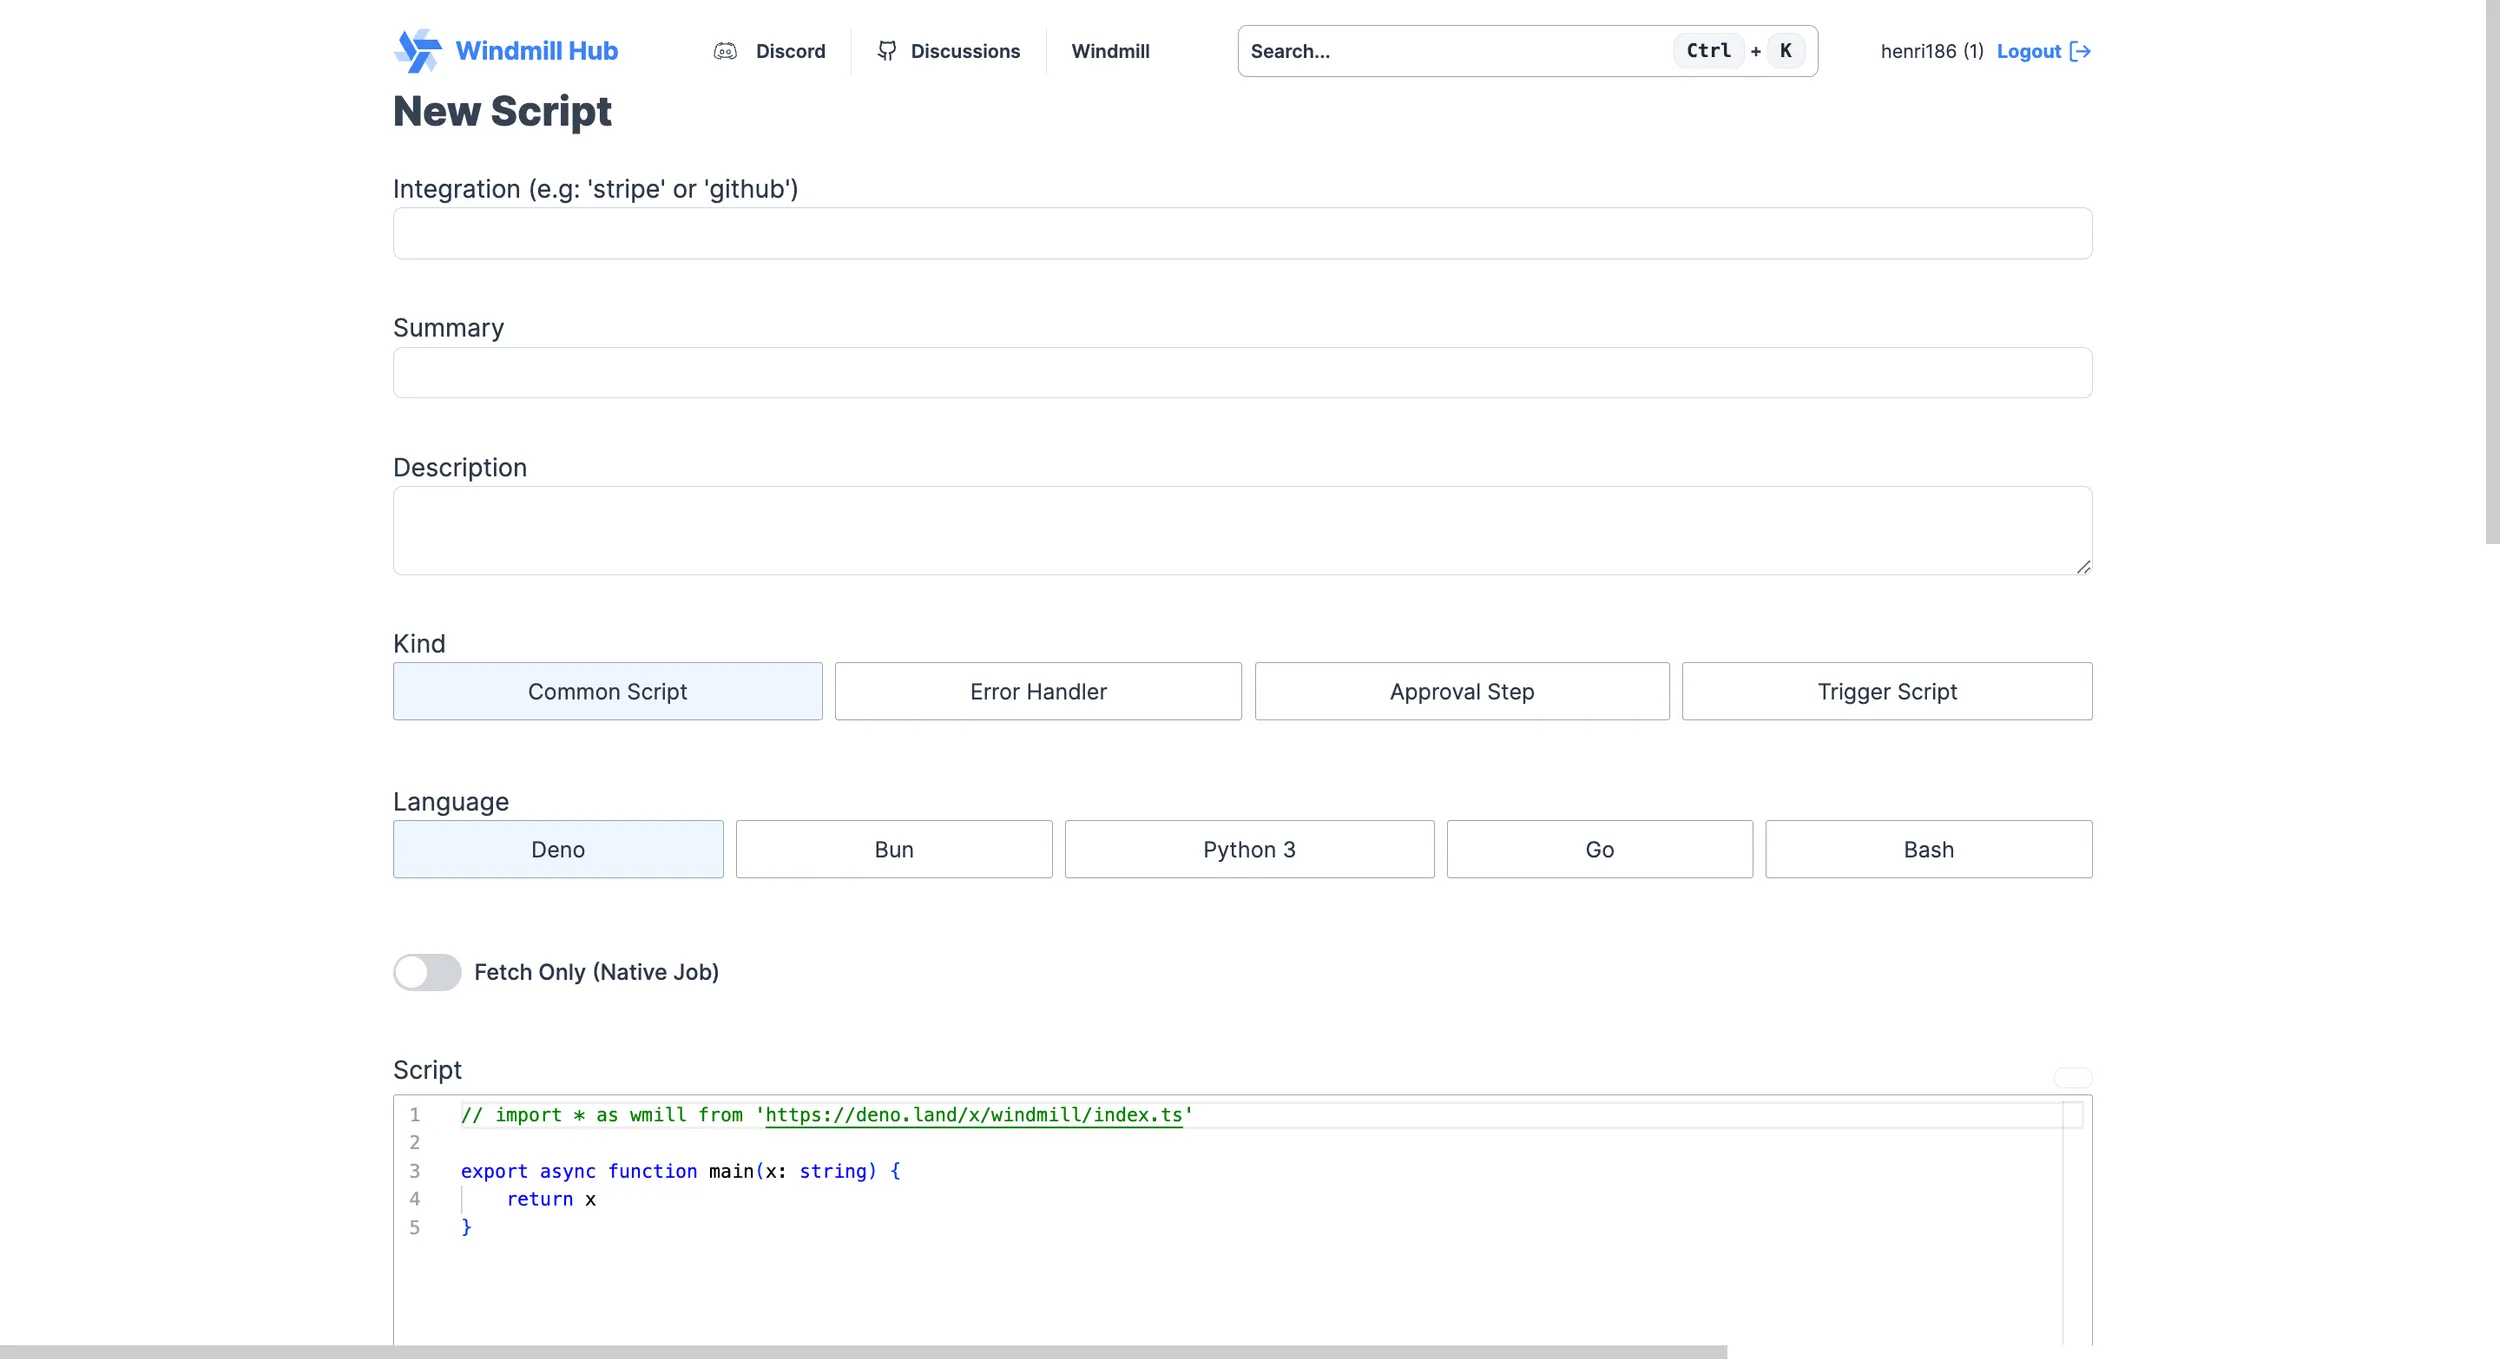 Windmill Hub Discord Discussions Windmill Search... Ctrl + K henri186 (1) Logout
New Script
Integration (e.g: 'stripe' or 'github')
Summary
Description
Kind
Common Script Error Handler Approval Step Trigger Script
Language
Deno Bun Python 3 Go Bash
Fetch Only (Native Job)
Script
1 // import * as wmill from 'https://deno.land/x/windmill/index.ts'
2
3 export async function main(x: string) {
4 return x
5 }